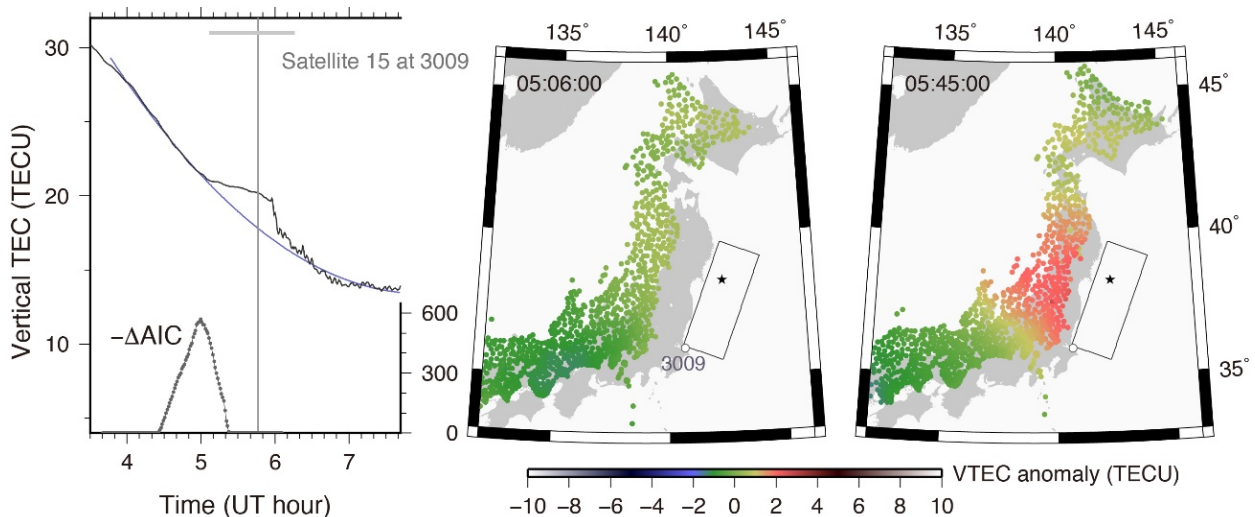 30
20
10
Vertical TEC (TECU)
Satellite 15 at 3009
−ΔAIC
600
300
0
4 5 6 7
Time (UT hour)
135° 140° 145°
05:06:00
3009
135° 140° 145°
05:45:00
45°
40°
35°
−10 −8 −6 −4 −2 0 2 4 6 8 10
VTEC anomaly (TECU)